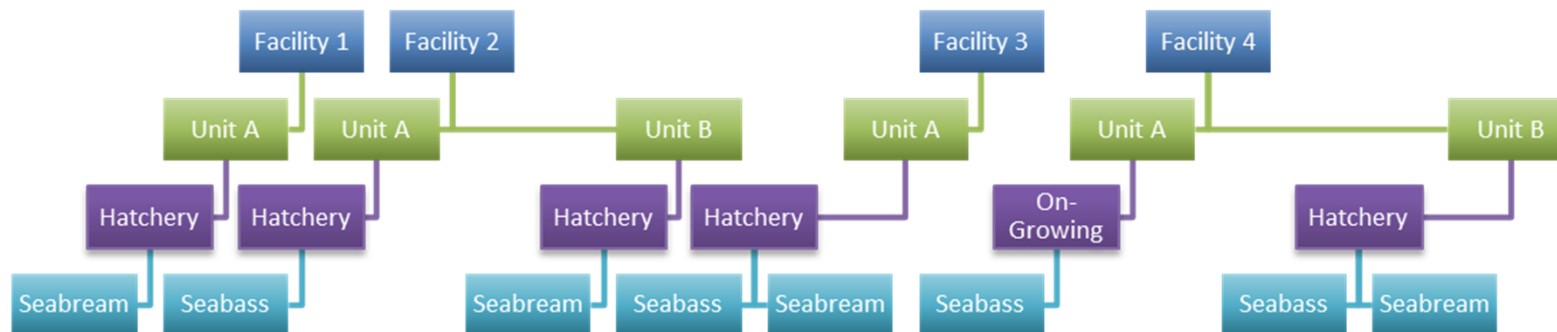 Facility 1
Facility 2
Facility 3
Facility 4
Unit A
Unit A
Unit B
Unit A
Unit A
Unit B
Hatchery
Hatchery
Hatchery
Hatchery
On-
Growing
Hatchery
Seabream
Seabass
Seabream
Seabass
Seabream
Seabass
Seabass
Seabream